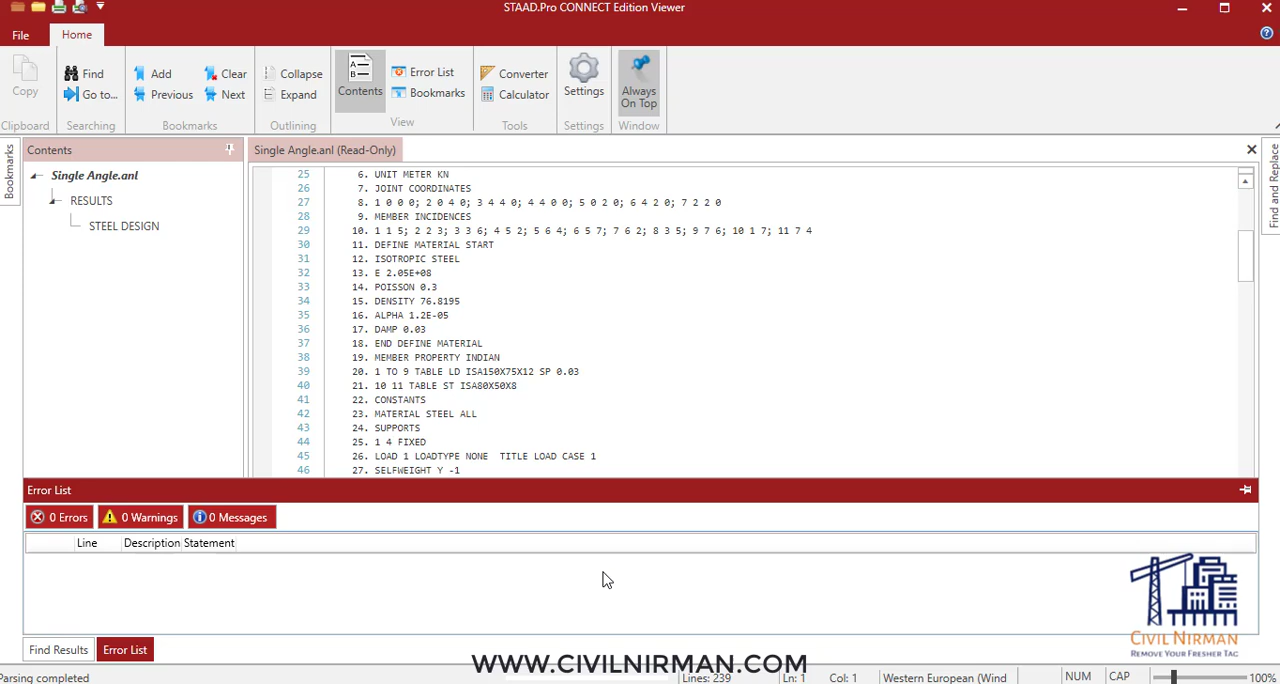 STAAD.Pro CONNECT Edition Viewer
File
Home
Copy
Clipboard
Find
Go to...
Searching
Add
Clear
Previous
Next
Bookmarks
Collapse
Expand
Outlining
Contents
Error List
Bookmarks
View
Converter
Calculator
Tools
Settings
Settings
Always
On Top
Window
Bookmarks
Contents
Single Angle.anl
RESULTS
STEEL DESIGN
Single Angle.anl (Read-Only)
Find and Replace
25 6. UNIT METER KN
26 7. JOINT COORDINATES
27 8. 1 0 0 0; 2 0 4 0; 3 4 4 0; 4 4 0 0; 5 0 2 0; 6 4 2 0; 7 2 2 0
28 9. MEMBER INCIDENCES
29 10. 1 1 5; 2 2 3; 3 3 6; 4 5 2; 5 6 4; 6 5 7; 7 6 2; 8 3 5; 9 7 6; 10 1 7; 11 7 4
30 11. DEFINE MATERIAL START
31 12. ISOTROPIC STEEL
32 13. E 2.05E+08
33 14. POISSON 0.3
34 15. DENSITY 76.8195
35 16. ALPHA 1.2E-05
36 17. DAMP 0.03
37 18. END DEFINE MATERIAL
38 19. MEMBER PROPERTY INDIAN
39 20. 1 TO 9 TABLE LD ISA150X75X12 SP 0.03
40 21. 10 11 TABLE ST ISA80X50X8
41 22. CONSTANTS
42 23. MATERIAL STEEL ALL
43 24. SUPPORTS
44 25. 1 4 FIXED
45 26. LOAD 1 LOADTYPE NONE TITLE LOAD CASE 1
46 27. SELFWEIGHT Y -1
Error List
0 Errors
0 Warnings
0 Messages
Line Description Statement
CIVIL NIRMAN
REMOVE YOUR FRESHER TAC
Find Results
Error List
WWW.CIVILNIRMAN.COM
Parsing completed
Lines: 239
Ln: 1
Col: 1
Western European (Wind
NUM
CAP
100%